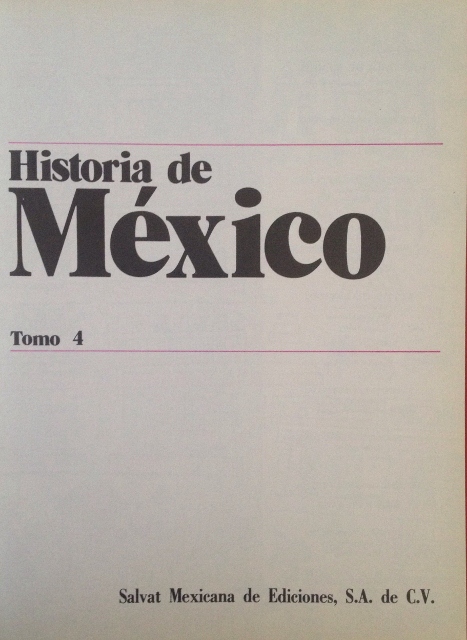 Historia de
México
Tomo 4
Salvat Mexicana de Ediciones, S.A. de C.V.